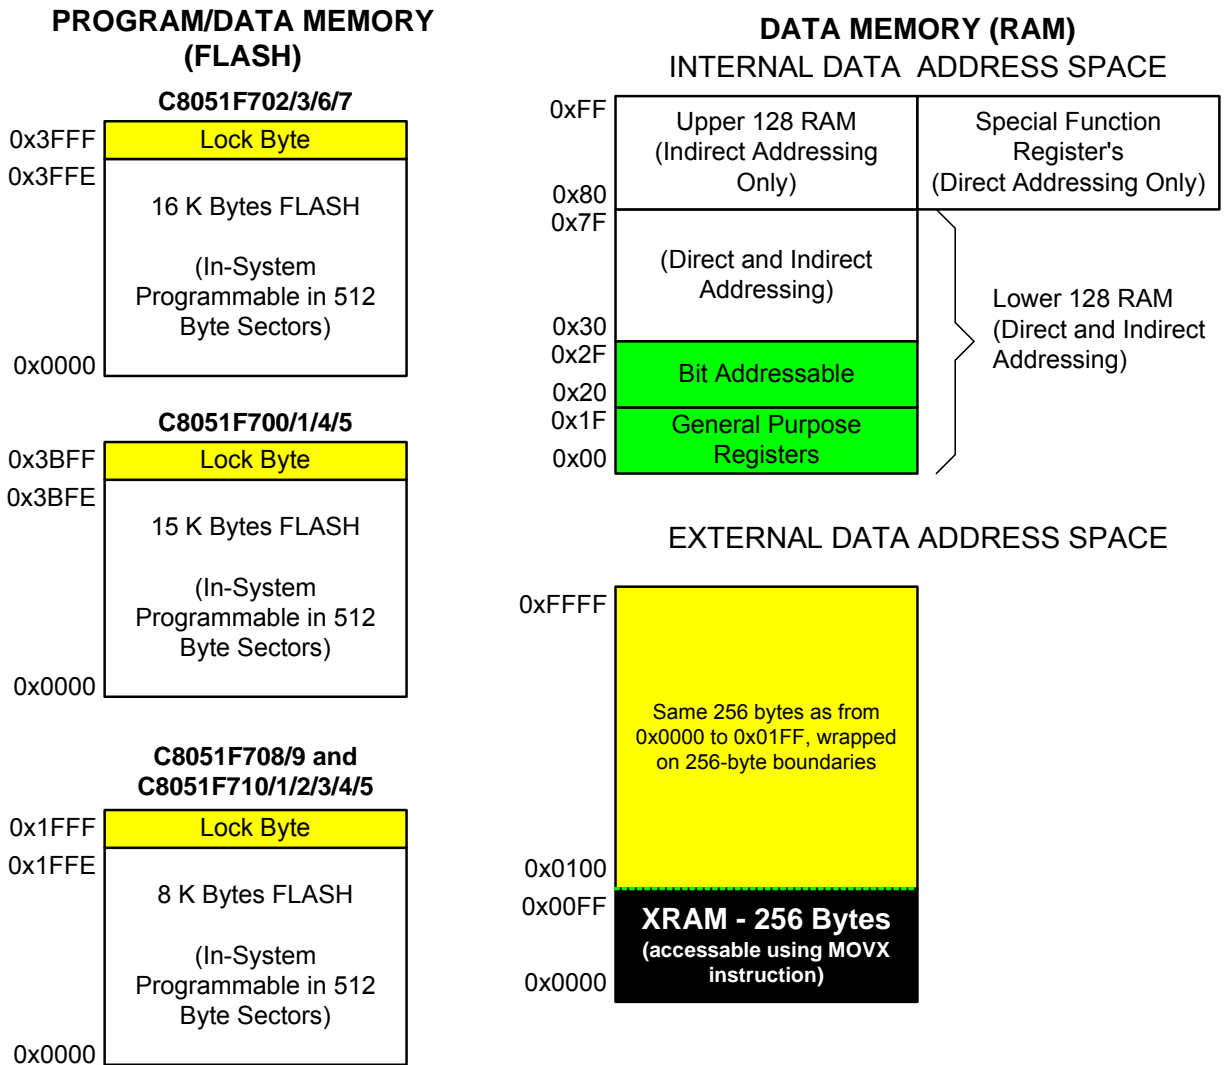 PROGRAM/DATA MEMORY
(FLASH)
C8051F702/3/6/7
0x3FFF
Lock Byte
0x3FFE
16 K Bytes FLASH
(In-System
Programmable in 512
Byte Sectors)
0x0000
C8051F700/1/4/5
0x3BFF
Lock Byte
0x3BFE
15 K Bytes FLASH
(In-System
Programmable in 512
Byte Sectors)
0x0000
C8051F708/9 and
C8051F710/1/2/3/4/5
0x1FFF
Lock Byte
0x1FFE
8 K Bytes FLASH
(In-System
Programmable in 512
Byte Sectors)
0x0000
DATA MEMORY (RAM)
INTERNAL DATA ADDRESS SPACE
0xFF
Upper 128 RAM
(Indirect Addressing
Only)
0x80
Special Function
Register's
(Direct Addressing Only)
0x7F
(Direct and Indirect
Addressing)
0x30
0x2F
Bit Addressable
0x20
0x1F
General Purpose
Registers
0x00
Lower 128 RAM
(Direct and Indirect
Addressing)
EXTERNAL DATA ADDRESS SPACE
0xFFFF
Same 256 bytes as from
0x0000 to 0x01FF, wrapped
on 256-byte boundaries
0x0100
0x00FF
XRAM - 256 Bytes
(accessable using MOVX
instruction)
0x0000